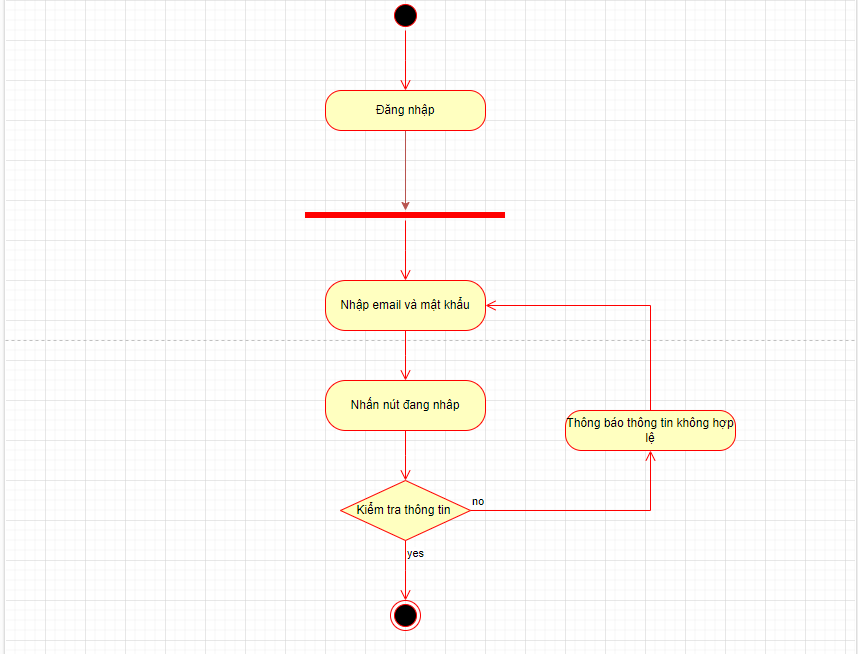 Đăng nhập
Nhập email và mật khẩu
Nhấn nút đang nhâp
Thông báo thông tin không hợp
lệ
Kiểm tra thông tin
no
yes